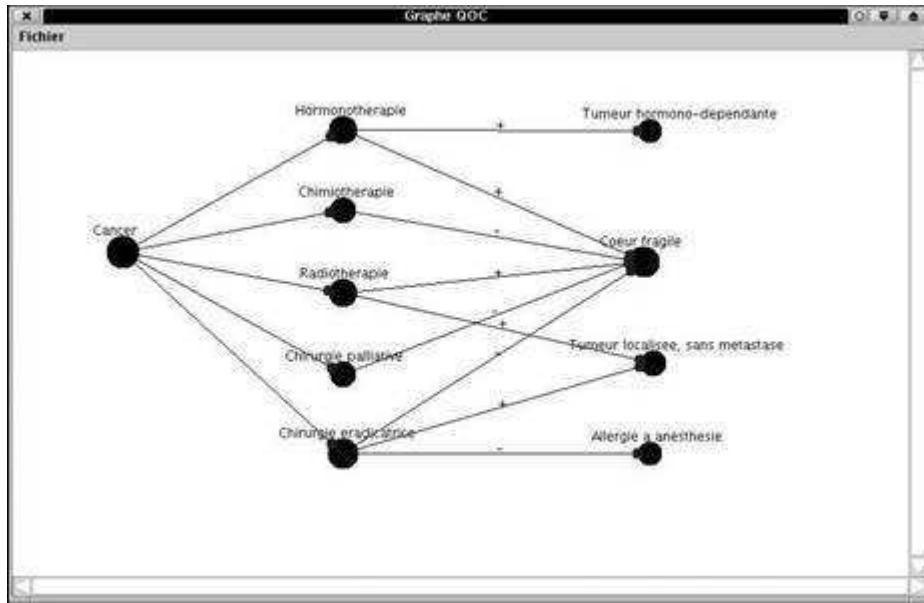 Graphe QOC
Fichier
Hormonotherapie
Tumeur hormono-dependante
+
Chimiotherapie
+
Cancer
-
Coeur fragile
Radiotherapie
+
-
+
Chirurgie palliative
-
Tumeur localisee, sans metastase
+
Chirurgie eradicatrice
Allergie a anesthesie
-